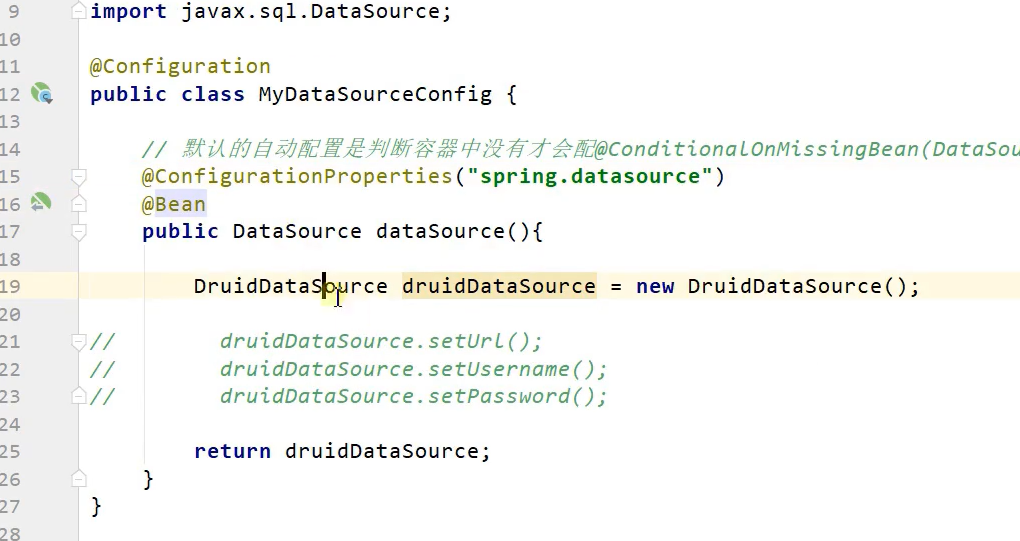 9 import javax.sql.DataSource;
10
11 @Configuration
12 public class MyDataSourceConfig {
13
14 // 默认的自动配置是判断容器中没有才会配@ConditionalOnMissingBean(DataSou
15 @ConfigurationProperties("spring.datasource")
16 @Bean
17 public DataSource dataSource(){
18
19 DruidDataSource druidDataSource = new DruidDataSource();
20
21 // druidDataSource.setUrl();
22 // druidDataSource.setUsername();
23 // druidDataSource.setPassword();
24
25 return druidDataSource;
26 }
27 }
28